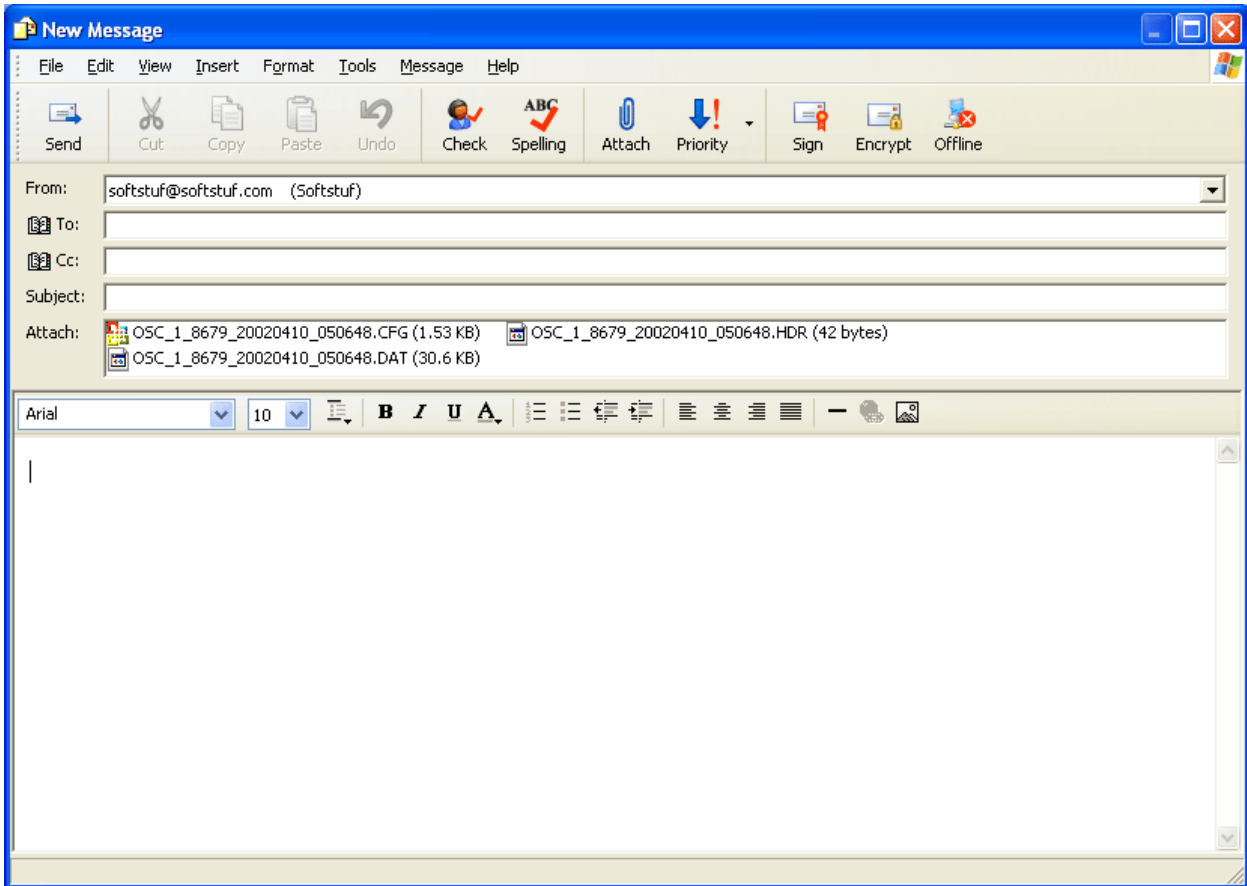 New Message
File Edit View Insert Format Tools Message Help
ABC
Send Cut Copy Paste Undo Check Spelling Attach Priority Sign Encrypt Offline
From: softstuf@softstuf.com (Softstuf)
To:
Cc:
Subject:
Attach: OSC_1_8679_20020410_050648.CFG (1.53 KB) OSC_1_8679_20020410_050648.HDR (42 bytes)
OSC_1_8679_20020410_050648.DAT (30.6 KB)
Arial 10 B I U A